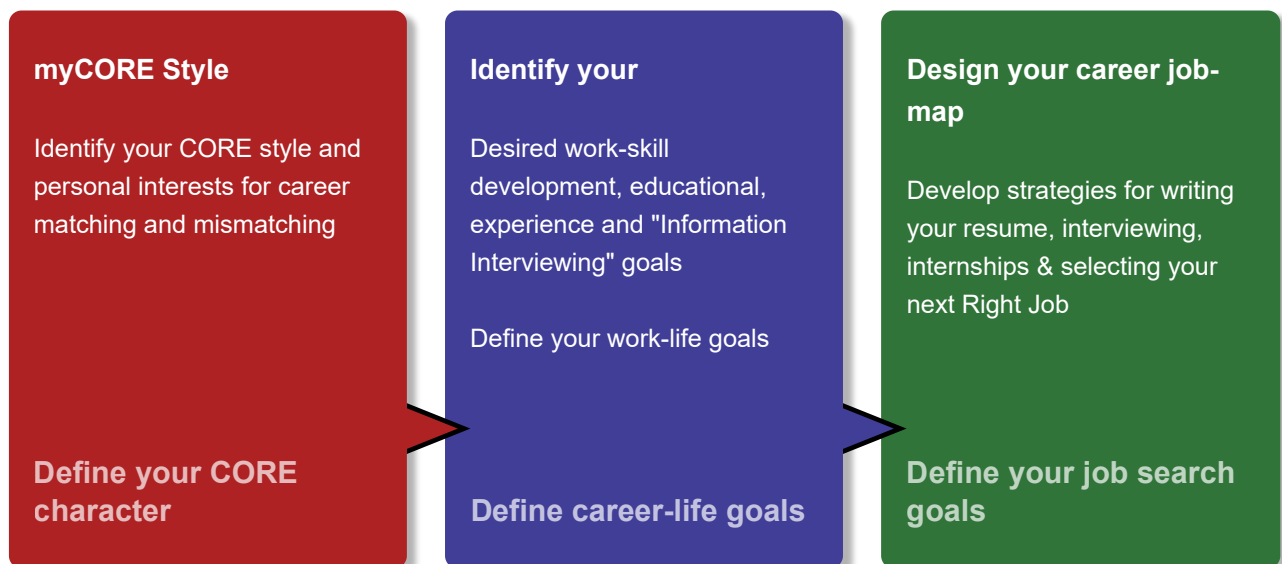 myCORE Style
Identify your CORE style and
personal interests for career
matching and mismatching
Define your CORE
character
Identify your
Desired work-skill
development, educational,
experience and "Information
Interviewing" goals
Define your work-life goals
Define career-life goals
Design your career job-
map
Develop strategies for writing
your resume, interviewing,
internships & selecting your
next Right Job
Define your job search
goals